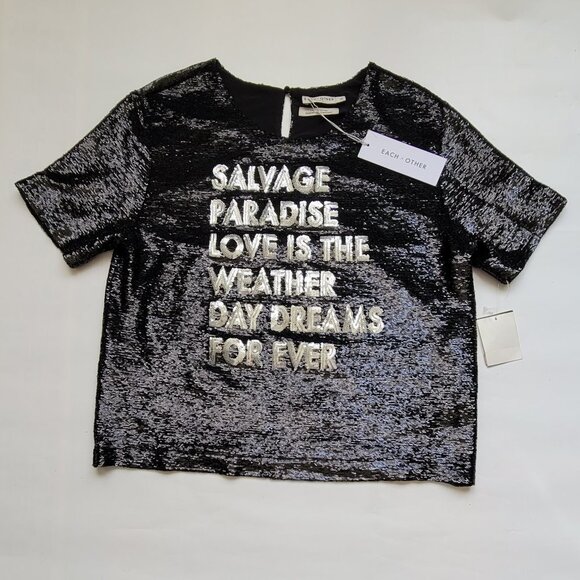 EACH × OTHER
SALVAGE
PARADISE
LOVE IS THE
WEATHER
DAY DREAMS
FOR EVER